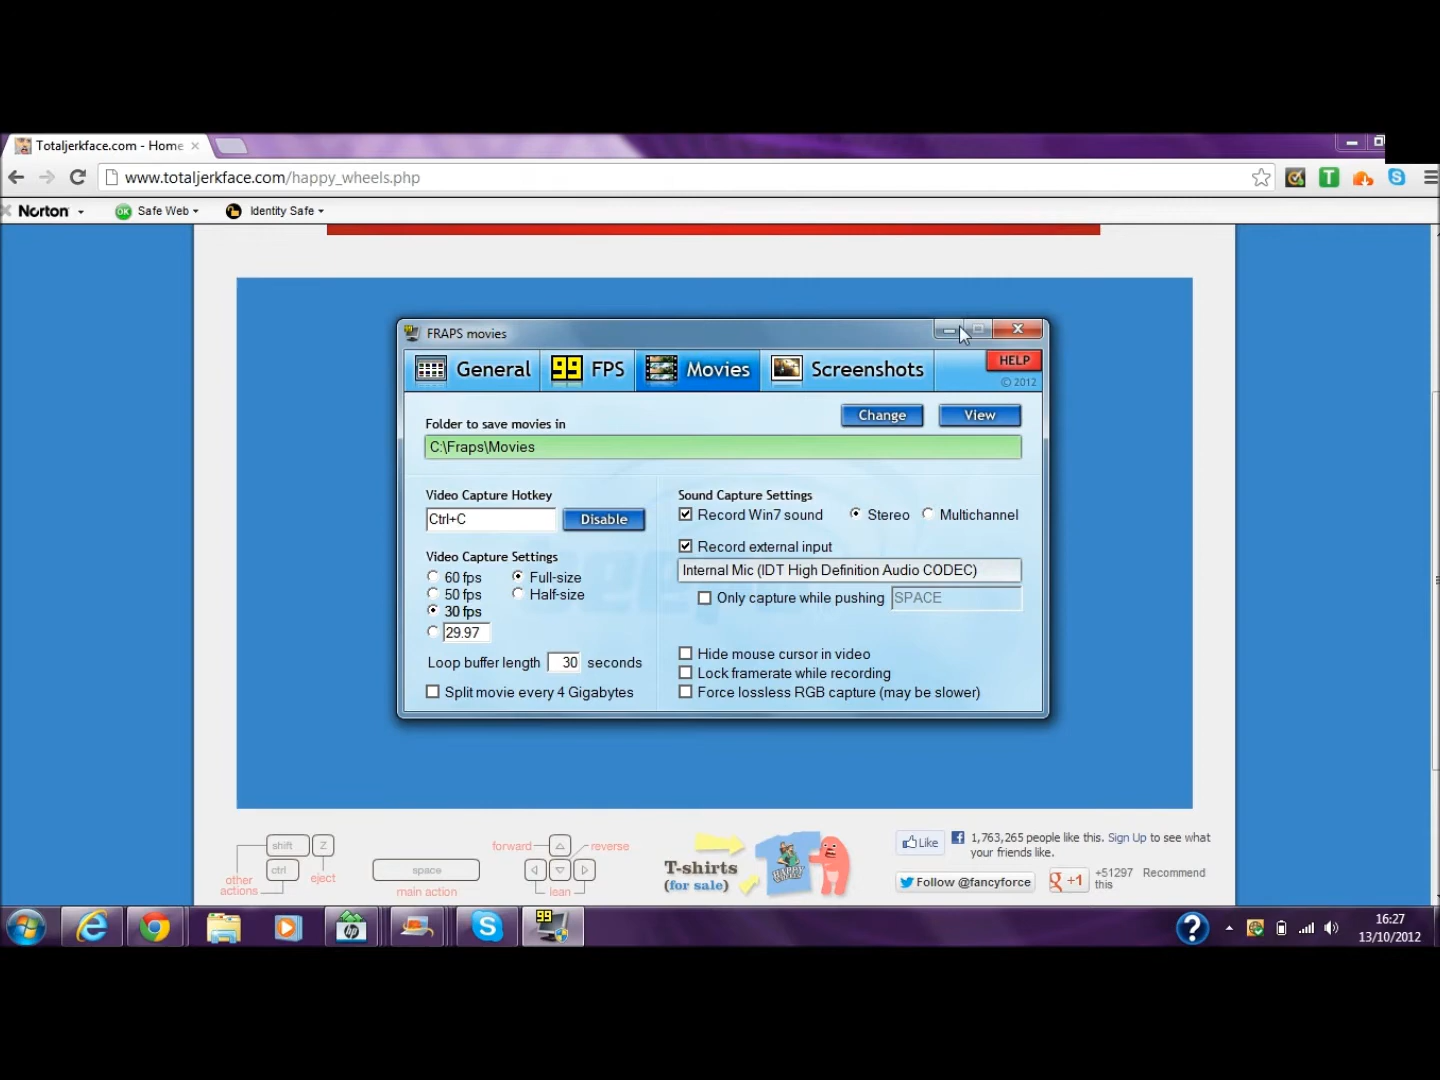 Totaljerkface.com - Home
www.totaljerkface.com/happy_wheels.php
Norton
OK Safe Web
Identity Safe
FRAPS movies
General
99 FPS
Movies
Screenshots
HELP
© 2012
Folder to save movies in
Change
View
C:\Fraps\Movies
Video Capture Hotkey
Ctrl+C
Disable
Video Capture Settings
60 fps
Full-size
50 fps
Half-size
30 fps
29.97
Loop buffer length 30 seconds
Split movie every 4 Gigabytes
Sound Capture Settings
Record Win7 sound
Stereo
Multichannel
Record external input
Internal Mic (IDT High Definition Audio CODEC)
Only capture while pushing SPACE
Hide mouse cursor in video
Lock framerate while recording
Force lossless RGB capture (may be slower)
shift
Z
ctrl
other
actions
eject
space
main action
forward
reverse
lean
T-shirts
(for sale)
HAPPY
WHEELS
Like
1,763,265 people like this. Sign Up to see what
your friends like.
Follow @fancyforce
+1
+51297 Recommend
this
99
hp
16:27
13/10/2012